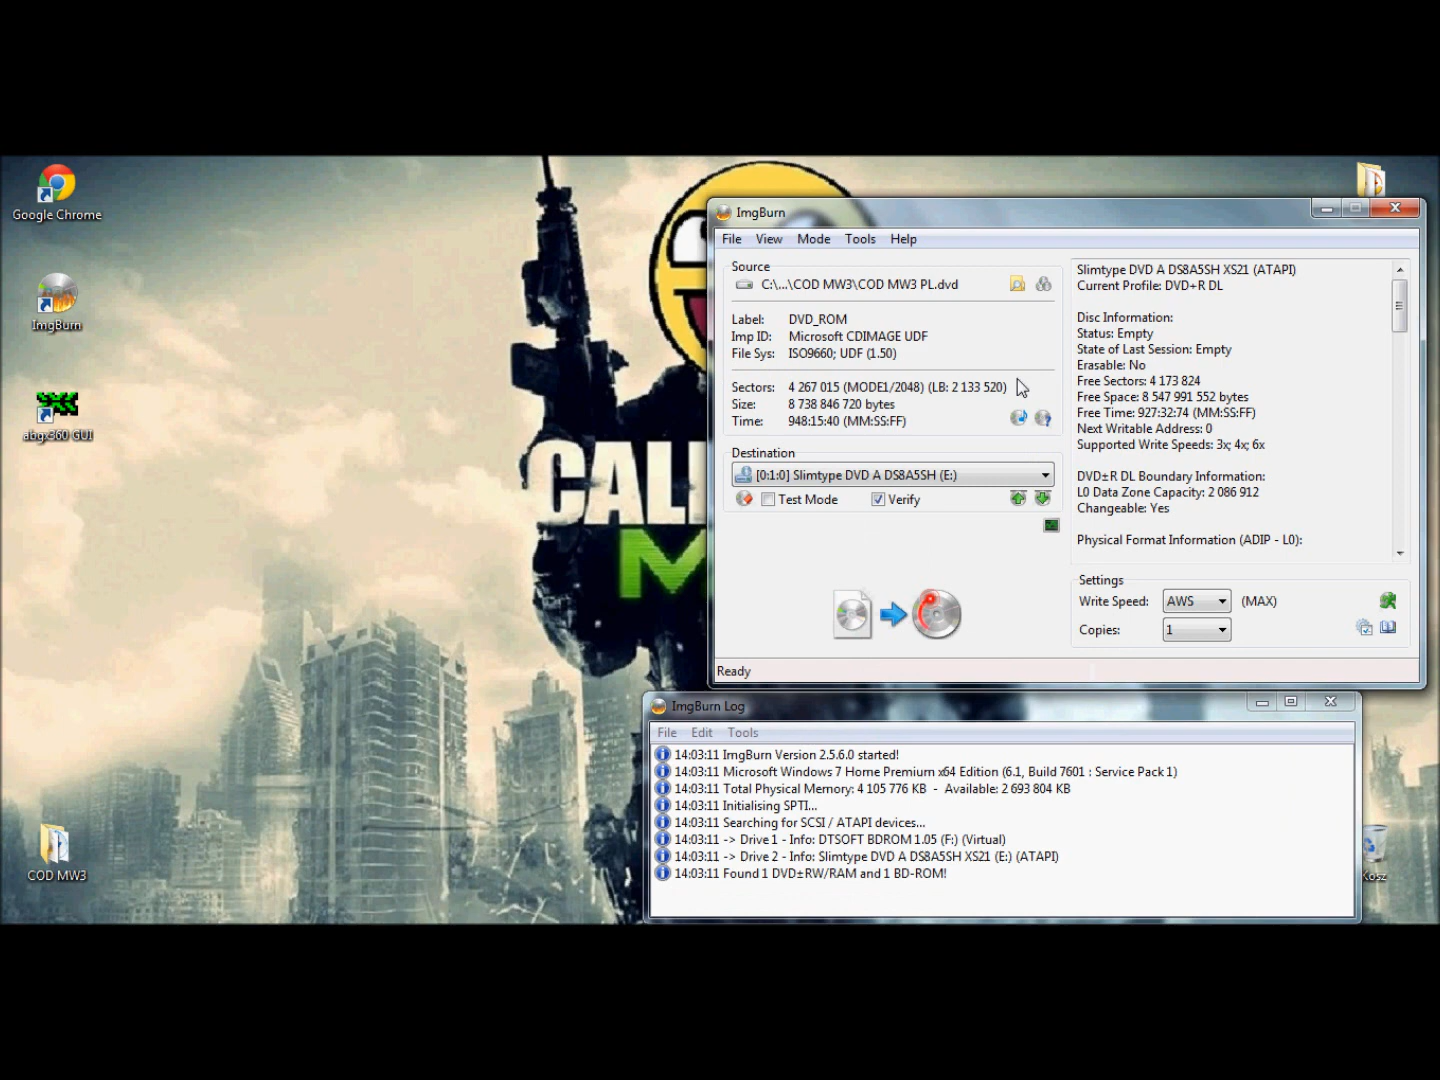 Google Chrome
ImgBurn
abgx360 GUI
COD MW3
Kosz
CAL
M
ImgBurn
File View Mode Tools Help
Source
C:\...\COD MW3\COD MW3 PL.dvd
Label: DVD_ROM
Imp ID: Microsoft CDIMAGE UDF
File Sys: ISO9660; UDF (1.50)
Sectors: 4 267 015 (MODE1/2048) (LB: 2 133 520)
Size: 8 738 846 720 bytes
Time: 948:15:40 (MM:SS:FF)
Destination
[0:1:0] Slimtype DVD A DS8A5SH (E:)
Test Mode Verify
Slimtype DVD A DS8A5SH XS21 (ATAPI)
Current Profile: DVD+R DL
Disc Information:
Status: Empty
State of Last Session: Empty
Erasable: No
Free Sectors: 4 173 824
Free Space: 8 547 991 552 bytes
Free Time: 927:32:74 (MM:SS:FF)
Next Writable Address: 0
Supported Write Speeds: 3x; 4x; 6x
DVD±R DL Boundary Information:
L0 Data Zone Capacity: 2 086 912
Changeable: Yes
Physical Format Information (ADIP - L0):
Settings
Write Speed: AWS (MAX)
Copies: 1
Ready
ImgBurn Log
File Edit Tools
14:03:11 ImgBurn Version 2.5.6.0 started!
14:03:11 Microsoft Windows 7 Home Premium x64 Edition (6.1, Build 7601 : Service Pack 1)
14:03:11 Total Physical Memory: 4 105 776 KB - Available: 2 693 804 KB
14:03:11 Initialising SPTI...
14:03:11 Searching for SCSI / ATAPI devices...
14:03:11 -> Drive 1 - Info: DTSOFT BDROM 1.05 (F:) (Virtual)
14:03:11 -> Drive 2 - Info: Slimtype DVD A DS8A5SH XS21 (E:) (ATAPI)
14:03:11 Found 1 DVD±RW/RAM and 1 BD-ROM!